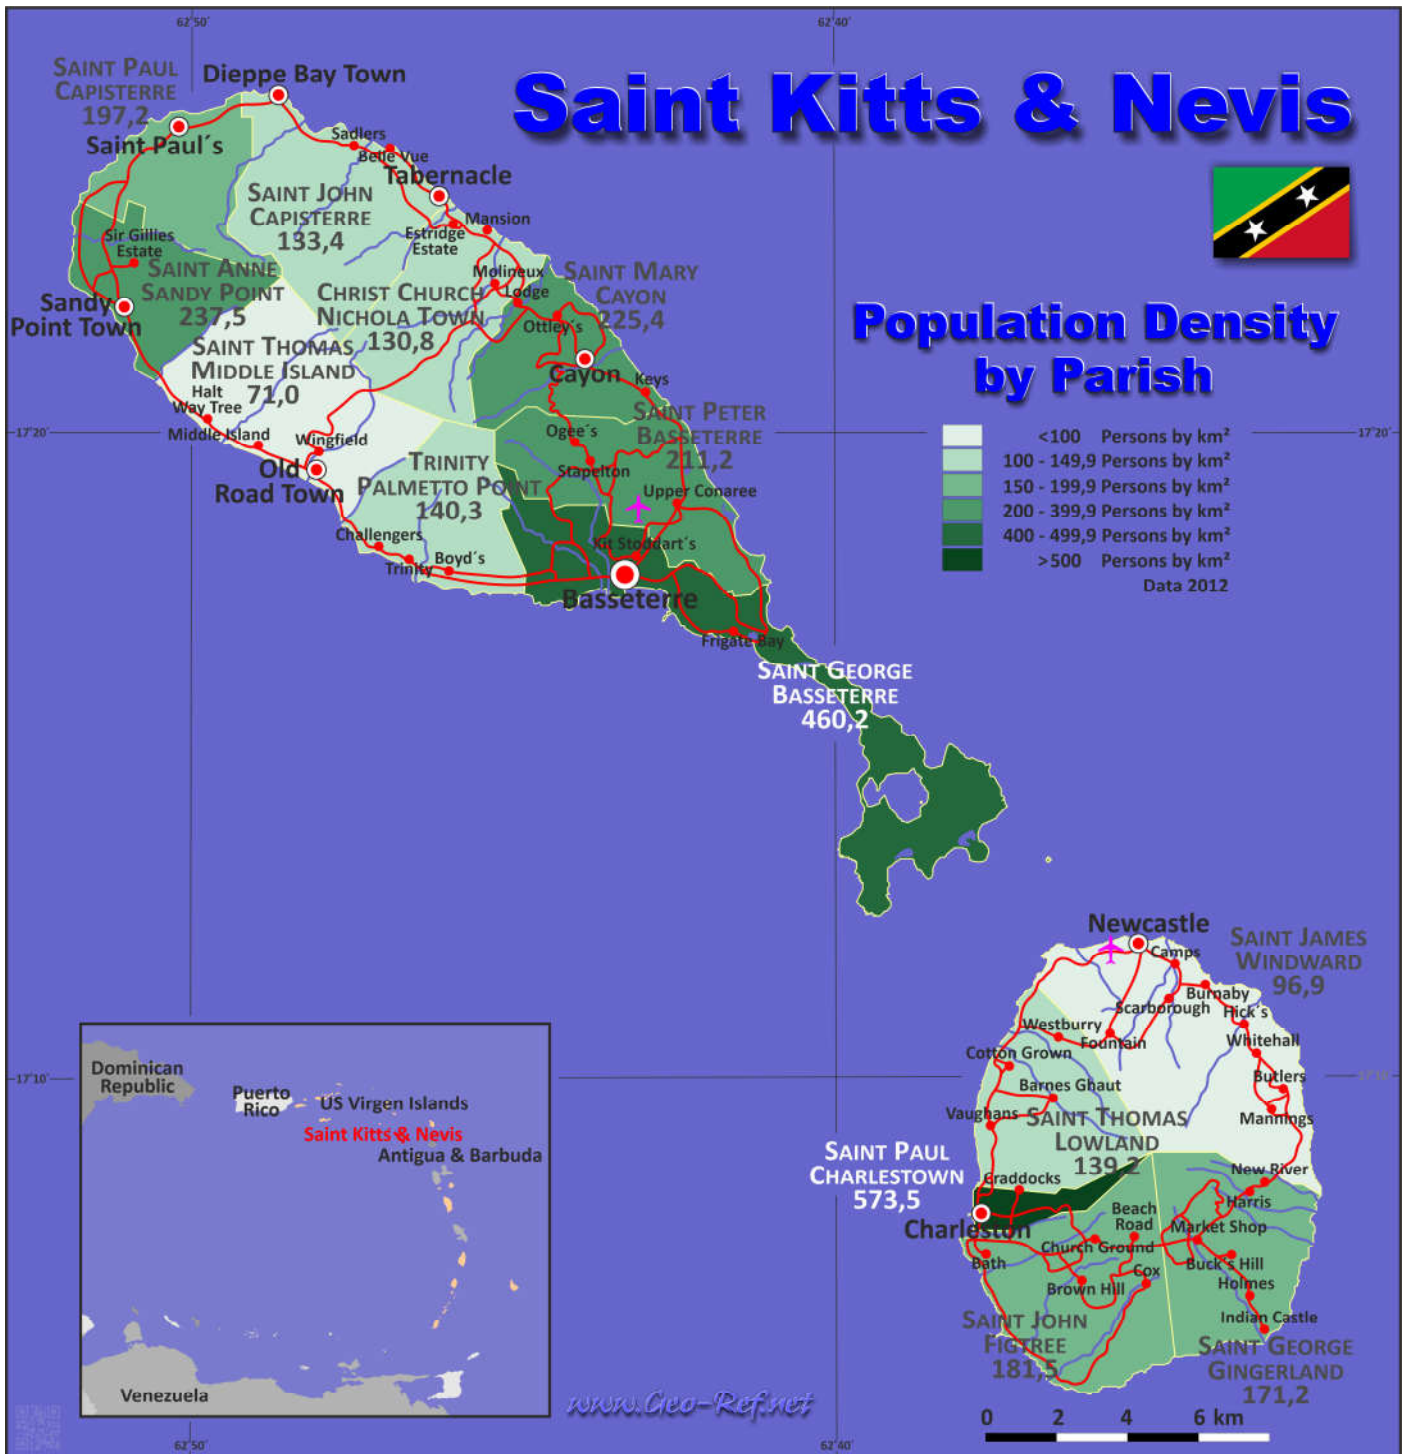 62°50´
62°40´
Saint Kitts & Nevis
SAINT PAUL
CAPISTERRE
197,2
Dieppe Bay Town
Saint Paul´s
Sadlers
Belle Vue
Tabernacle
SAINT JOHN
CAPISTERRE
133,4
Mansion
Estridge
Estate
Sir Gillies
Estate
SAINT ANNE
SANDY POINT
237,5
Sandy
Point Town
Molineux
Lodge
SAINT MARY
CAYON
225,4
CHRIST CHURCH
NICHOLA TOWN
130,8
Ottley´s
Population Density
by Parish
SAINT THOMAS
MIDDLE ISLAND
71,0
Cayon
Keys
Halt
Way Tree
Middle Island
SAINT PETER
BASSETERRE
211,2
17°20´
17°20´
Ogee´s
Stapelton
Wingfield
Old
Road Town
TRINITY
PALMETTO POINT
140,3
Upper Conaree
<100 Persons by km²
100 - 149,9 Persons by km²
150 - 199,9 Persons by km²
200 - 399,9 Persons by km²
400 - 499,9 Persons by km²
>500 Persons by km²
Data 2012
Challengers
Trinity
Boyd´s
Kit Stoddart´s
Basseterre
Frigate Bay
SAINT GEORGE
BASSETERRE
460,2
Newcastle
Camps
SAINT JAMES
WINDWARD
96,9
Burnaby
Scarborough
Hick´s
Westburry
Fountain
Whitehall
Cotton Grown
Barnes Ghaut
Butlers
Vaughans
Mannings
SAINT THOMAS
LOWLAND
139,2
17°10´
17°10´
SAINT PAUL
CHARLESTOWN
573,5
Craddocks
New River
Harris
Charleston
Beach
Road
Market Shop
Church Ground
Bath
Buck´s Hill
Cox
Brown Hill
Holmes
Indian Castle
SAINT JOHN
FIGTREE
181,5
SAINT GEORGE
GINGERLAND
171,2
Dominican
Republic
Puerto
Rico
US Virgen Islands
Saint Kitts & Nevis
Antigua & Barbuda
Venezuela
www.Geo-Ref.net
0 2 4 6 km
62°50´
62°40´